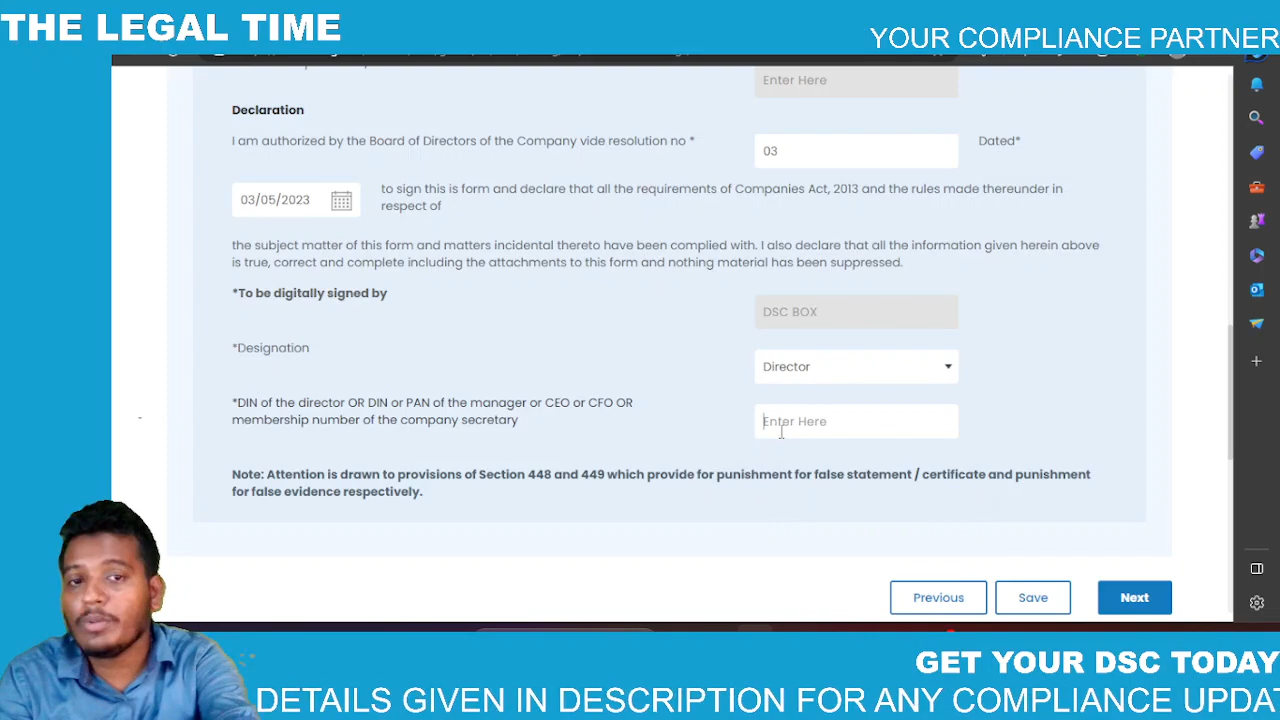 THE LEGAL TIME
YOUR COMPLIANCE PARTNER
Enter Here
Declaration
I am authorized by the Board of Directors of the Company vide resolution no *
03
Dated*
03/05/2023
to sign this is form and declare that all the requirements of Companies Act, 2013 and the rules made thereunder in
respect of
the subject matter of this form and matters incidental thereto have been complied with. I also declare that all the information given herein above
is true, correct and complete including the attachments to this form and nothing material has been suppressed.
*To be digitally signed by
DSC BOX
*Designation
Director
*DIN of the director OR DIN or PAN of the manager or CEO or CFO OR
membership number of the company secretary
Enter Here
Note: Attention is drawn to provisions of Section 448 and 449 which provide for punishment for false statement / certificate and punishment
for false evidence respectively.
Previous
Save
Next
GET YOUR DSC TODAY
DETAILS GIVEN IN DESCRIPTION FOR ANY COMPLIANCE UPDAT